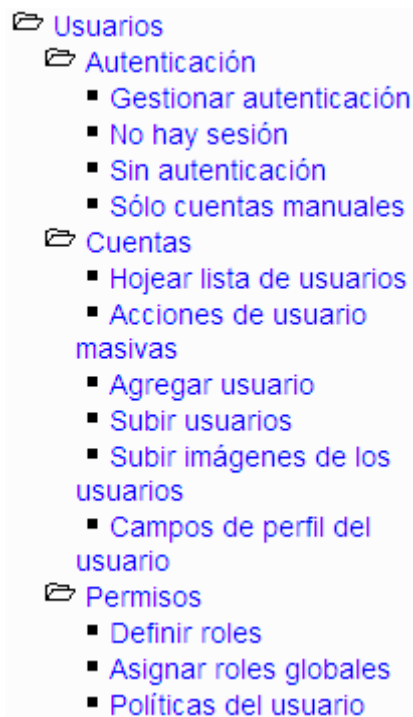 Usuarios
Autenticación
Gestionar autenticación
No hay sesión
Sin autenticación
Sólo cuentas manuales
Cuentas
Hojear lista de usuarios
Acciones de usuario
masivas
Agregar usuario
Subir usuarios
Subir imágenes de los
usuarios
Campos de perfil del
usuario
Permisos
Definir roles
Asignar roles globales
Políticas del usuario